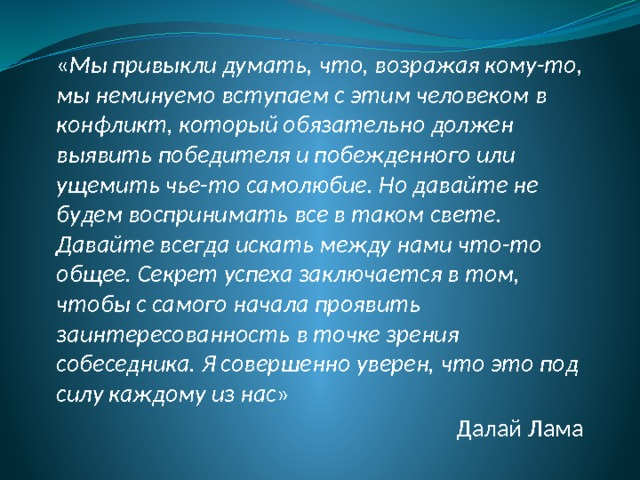 «Мы привыкли думать, что, возражая кому-то,
мы неминуемо вступаем с этим человеком в
конфликт, который обязательно должен
выявить победителя и побежденного или
ущемить чье-то самолюбие. Но давайте не
будем воспринимать все в таком свете.
Давайте всегда искать между нами что-то
общее. Секрет успеха заключается в том,
чтобы с самого начала проявить
заинтересованность в точке зрения
собеседника. Я совершенно уверен, что это под
силу каждому из нас»
Далай Лама